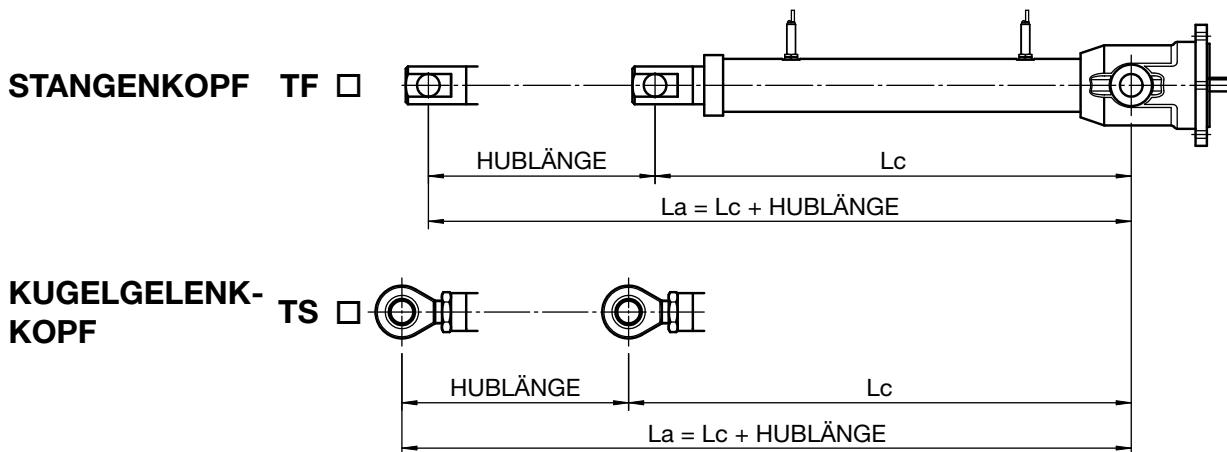 STANGENKOPF TF □
HUBLÄNGE
Lc
La = Lc + HUBLÄNGE
KUGELGELENK-
KOPF
TS □
HUBLÄNGE
Lc
La = Lc + HUBLÄNGE